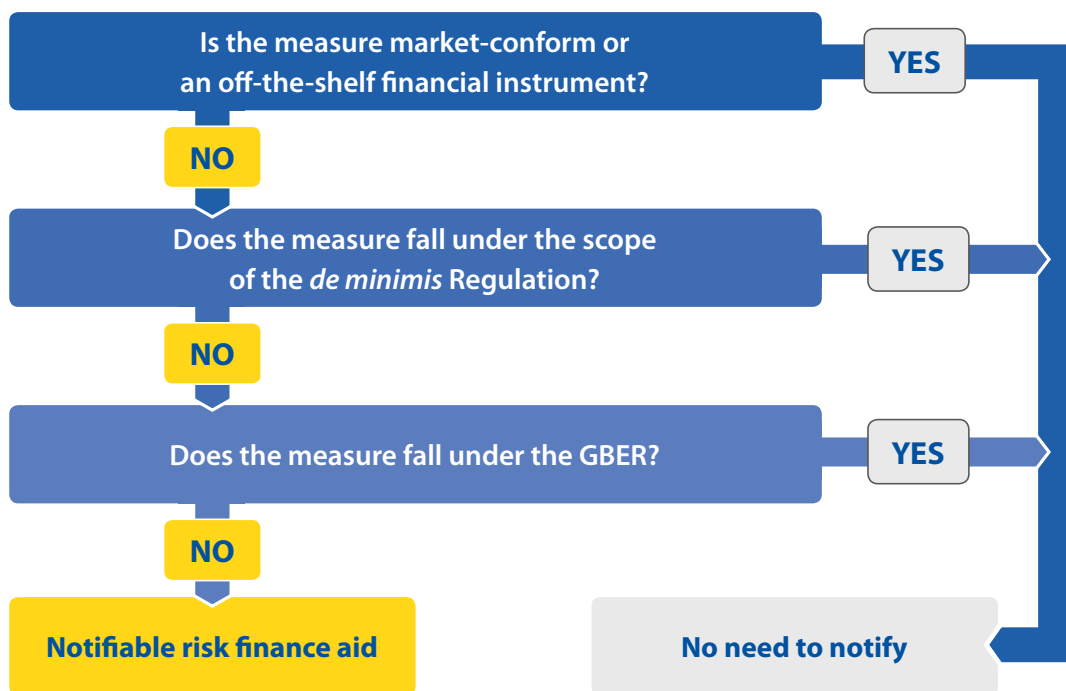 Is the measure market-conform or
an off-the-shelf financial instrument?
YES
NO
Does the measure fall under the scope
of the de minimis Regulation?
YES
NO
Does the measure fall under the GBER?
YES
NO
Notifiable risk finance aid
No need to notify